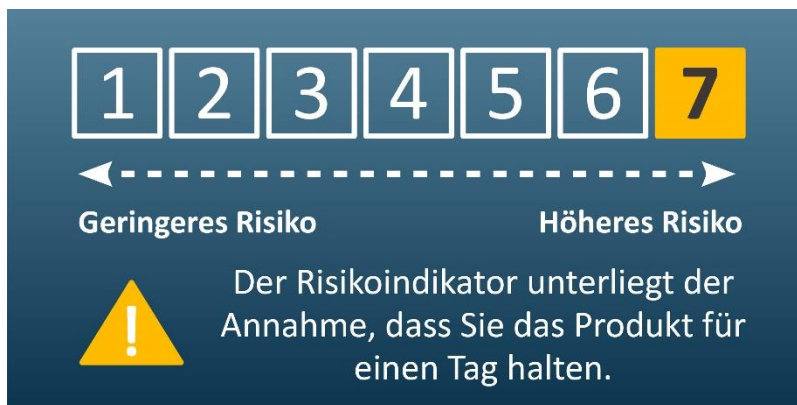 1 2 3 4 5 6 7
Geringeres Risiko Höheres Risiko
!
Der Risikoindikator unterliegt der
Annahme, dass Sie das Produkt für
einen Tag halten.